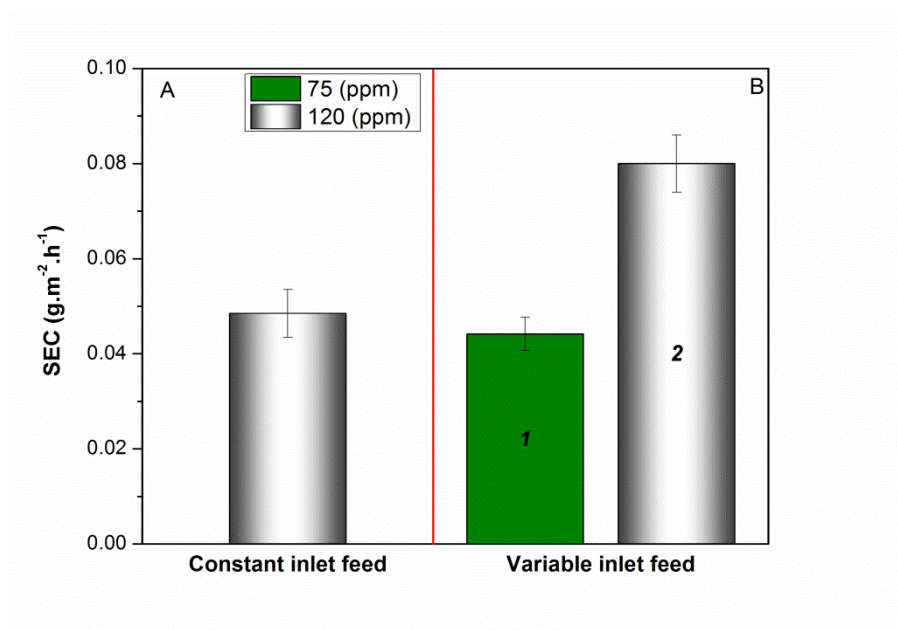 A
B
75 (ppm)
120 (ppm)
SEC (g.m⁻².h⁻¹)
0.10
0.08
0.06
0.04
0.02
0.00
1
2
Constant inlet feed
Variable inlet feed